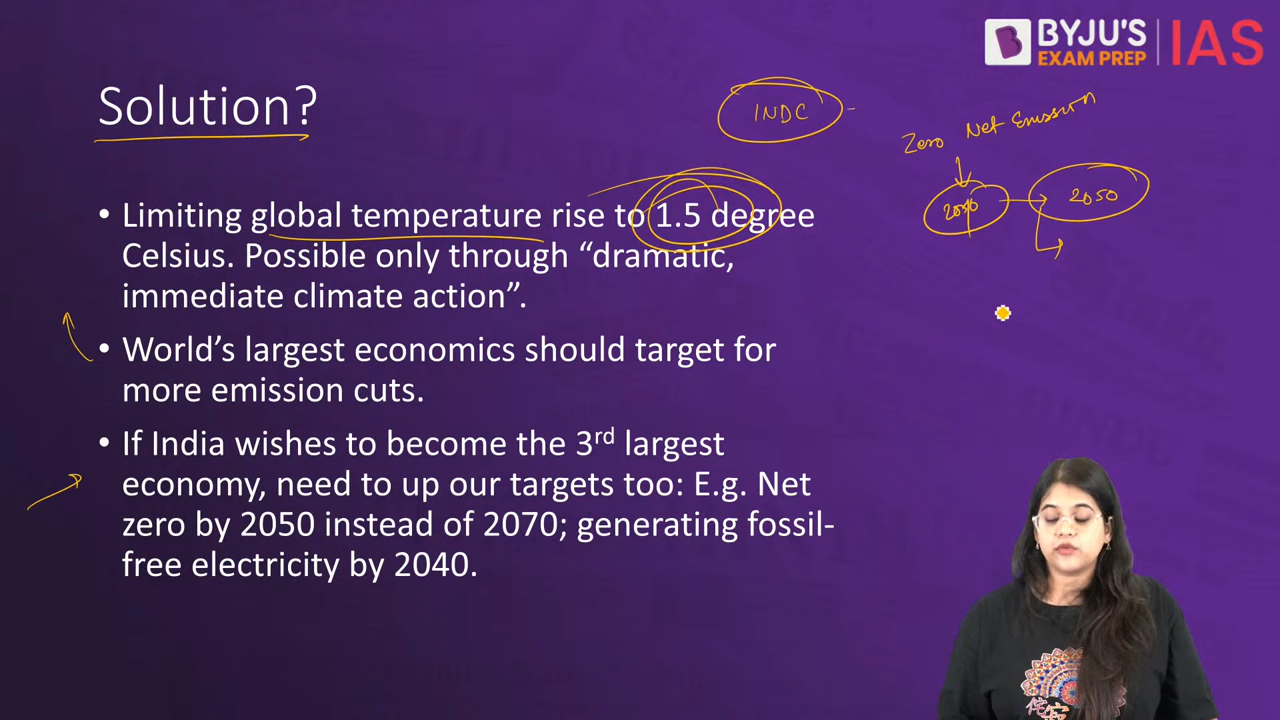 BYJU'S
EXAM PREP
IAS
Solution?
INDC
Zero Net Emission
2050
• Limiting global temperature rise to 1.5 degree
Celsius. Possible only through “dramatic,
immediate climate action”.
• World’s largest economics should target for
more emission cuts.
• If India wishes to become the 3rd largest
economy, need to up our targets too: E.g. Net
zero by 2050 instead of 2070; generating fossil-
free electricity by 2040.